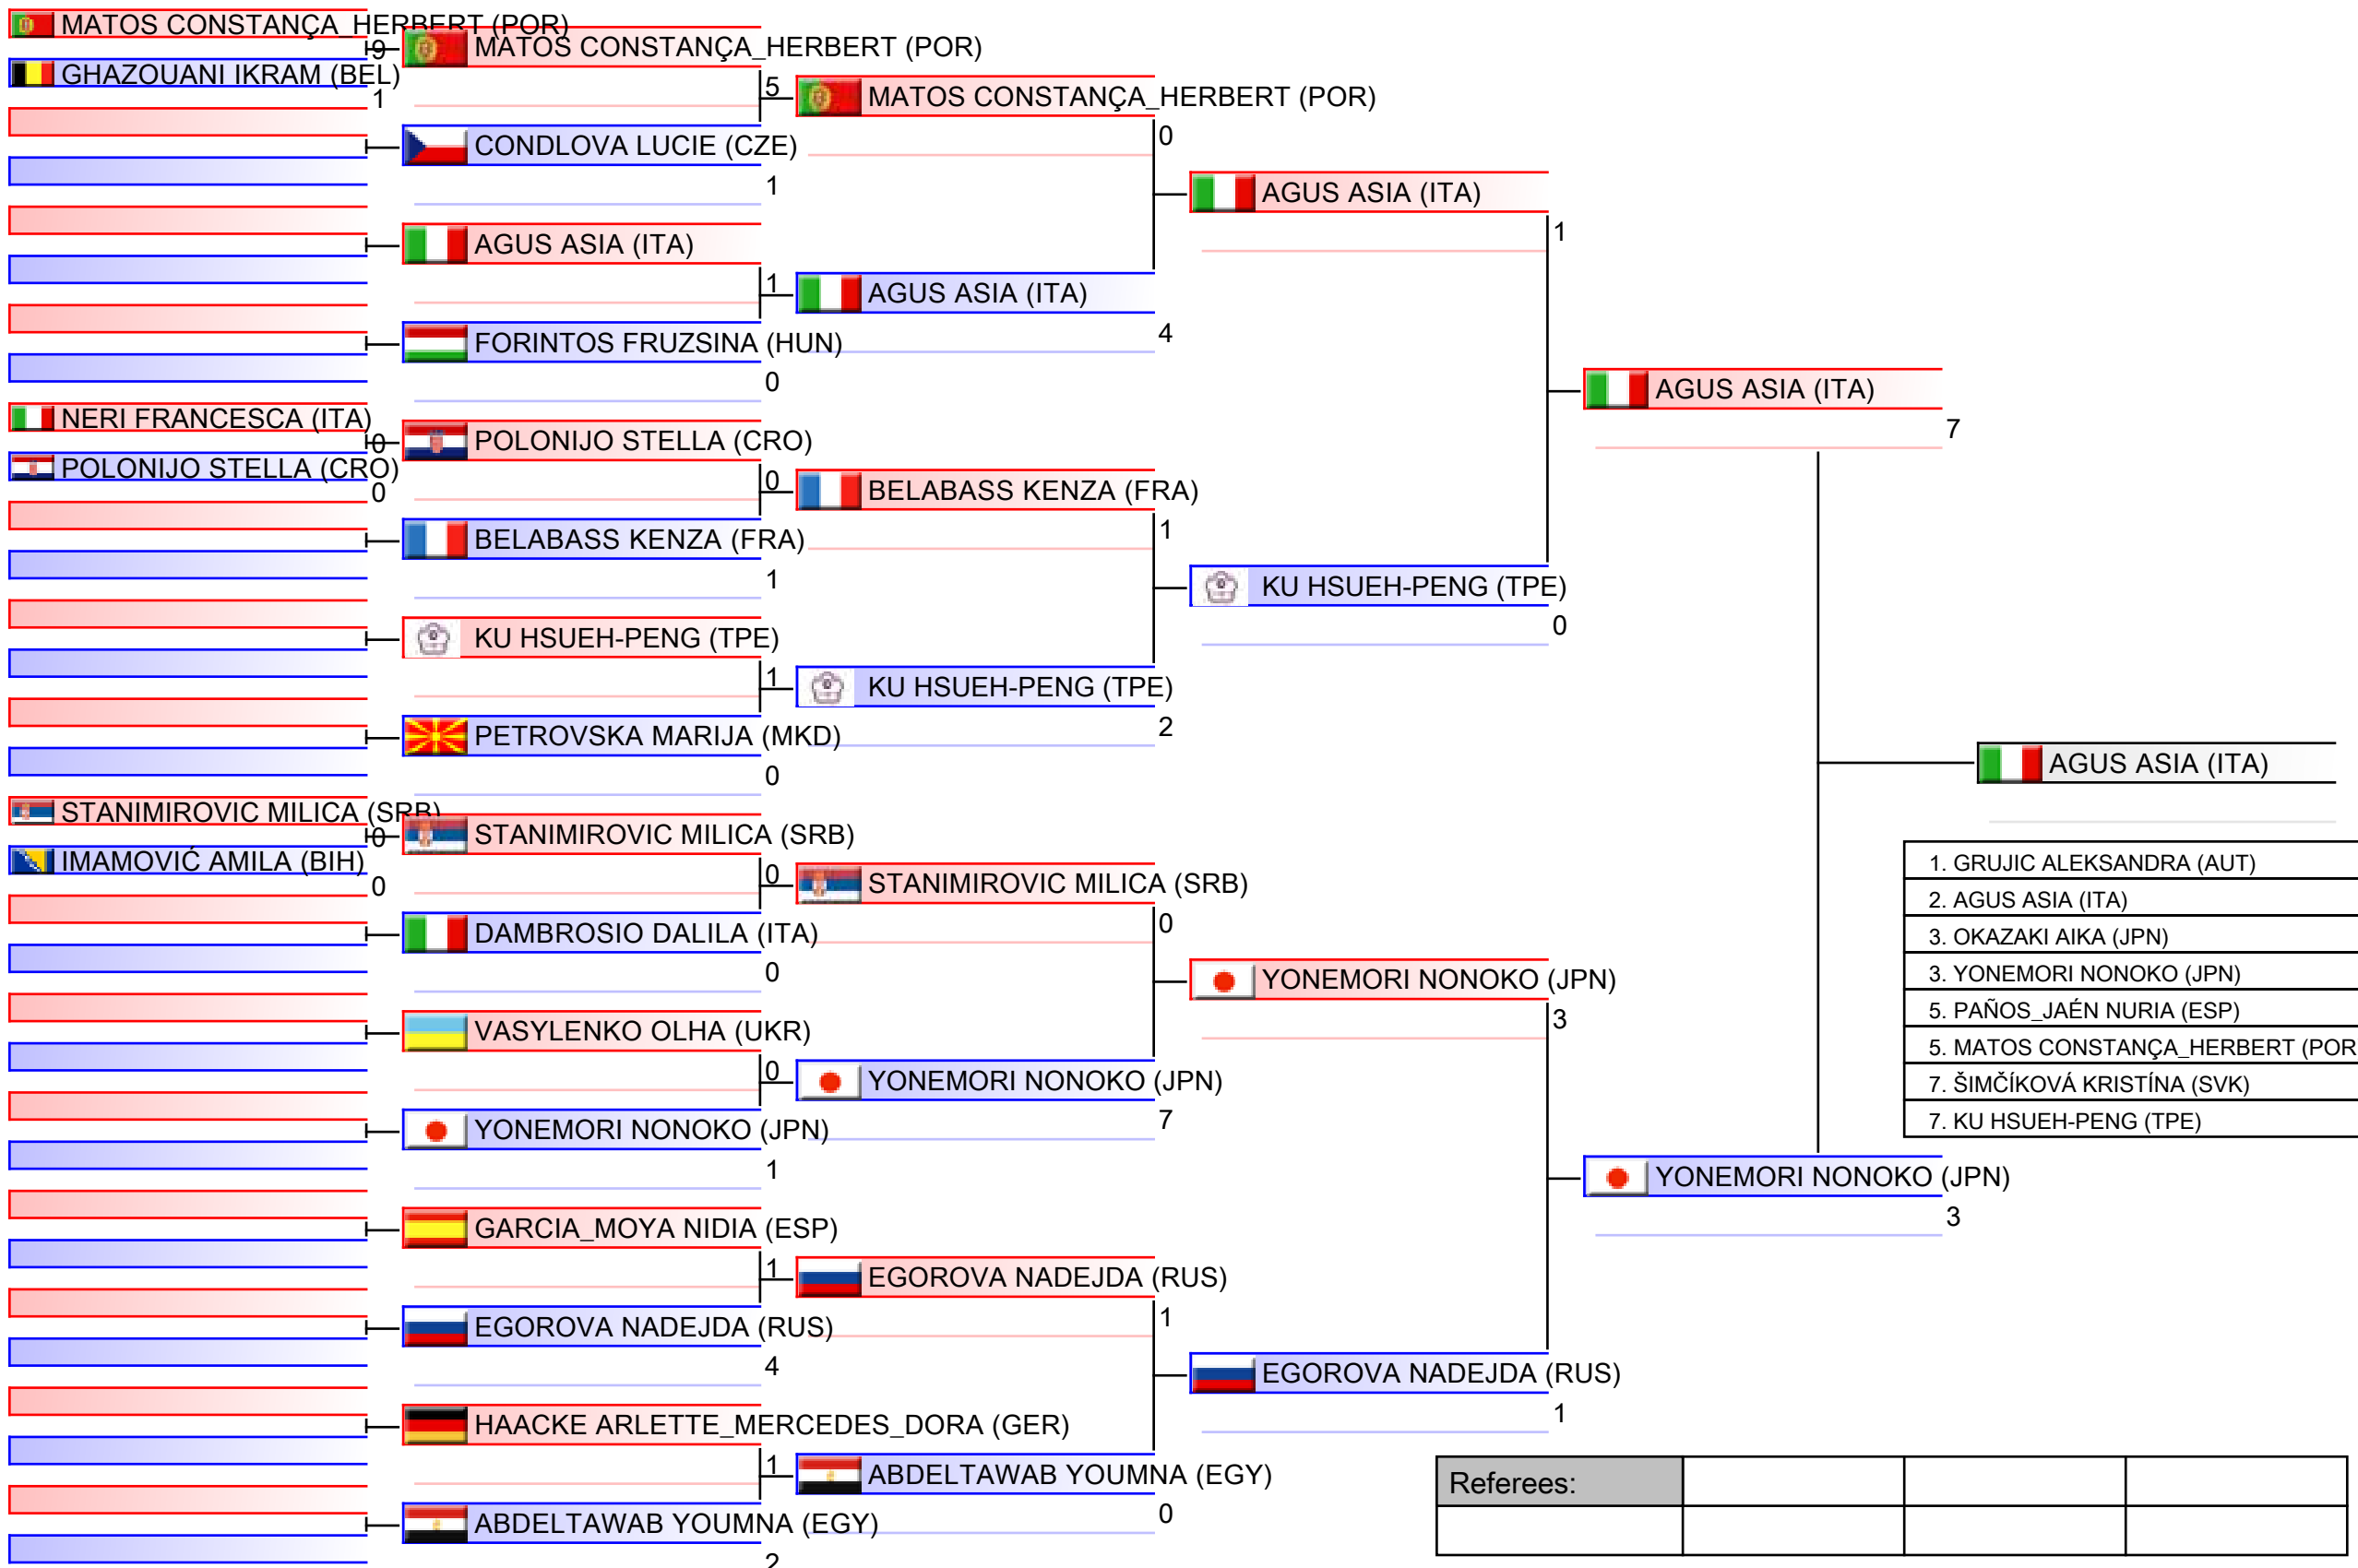 MATOS CONSTANÇA_HERBERT (POR)
9
GHAZOUANI IKRAM (BEL)
1
NERI FRANCESCA (ITA)
0
POLONIJO STELLA (CRO)
0
STANIMIROVIC MILICA (SRB)
0
IMAMOVIĆ AMILA (BIH)
0
MATOS CONSTANÇA_HERBERT (POR)
5
CONDLOVA LUCIE (CZE)
1
AGUS ASIA (ITA)
1
FORINTOS FRUZSINA (HUN)
0
POLONIJO STELLA (CRO)
0
BELABASS KENZA (FRA)
1
KU HSUEH-PENG (TPE)
1
PETROVSKA MARIJA (MKD)
0
STANIMIROVIC MILICA (SRB)
0
DAMBROSIO DALILA (ITA)
0
VASYLENKO OLHA (UKR)
0
YONEMORI NONOKO (JPN)
1
GARCIA_MOYA NIDIA (ESP)
1
EGOROVA NADEJDA (RUS)
4
HAACKE ARLETTE_MERCEDES_DORA (GER)
1
ABDELTAWAB YOUMNA (EGY)
2
MATOS CONSTANÇA_HERBERT (POR)
0
AGUS ASIA (ITA)
4
BELABASS KENZA (FRA)
1
KU HSUEH-PENG (TPE)
2
STANIMIROVIC MILICA (SRB)
0
YONEMORI NONOKO (JPN)
7
EGOROVA NADEJDA (RUS)
1
ABDELTAWAB YOUMNA (EGY)
0
AGUS ASIA (ITA)
1
KU HSUEH-PENG (TPE)
0
YONEMORI NONOKO (JPN)
3
EGOROVA NADEJDA (RUS)
1
AGUS ASIA (ITA)
7
YONEMORI NONOKO (JPN)
3
AGUS ASIA (ITA)
1. GRUJIC ALEKSANDRA (AUT)
2. AGUS ASIA (ITA)
3. OKAZAKI AIKA (JPN)
3. YONEMORI NONOKO (JPN)
5. PAÑOS_JAÉN NURIA (ESP)
5. MATOS CONSTANÇA_HERBERT (POR
7. ŠIMČÍKOVÁ KRISTÍNA (SVK)
7. KU HSUEH-PENG (TPE)
Referees: